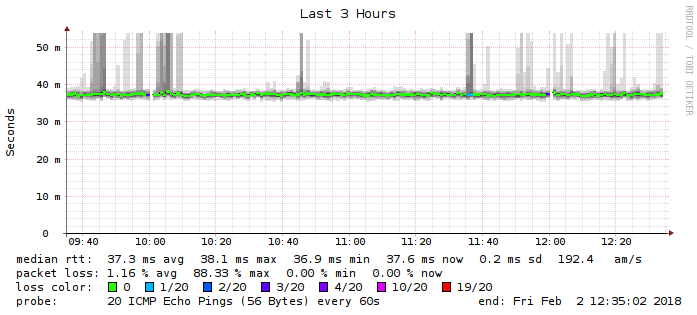 Last 3 Hours
RRDTOOL / TOBI OETIKER
Seconds
50 m
40 m
30 m
20 m
10 m
0
09:40 10:00 10:20 10:40 11:00 11:20 11:40 12:00 12:20
median rtt: 37.3 ms avg 38.1 ms max 36.9 ms min 37.6 ms now 0.2 ms sd 192.4 am/s
packet loss: 1.16 % avg 88.33 % max 0.00 % min 0.00 % now
loss color: 0 1/20 2/20 3/20 4/20 10/20 19/20
probe: 20 ICMP Echo Pings (56 Bytes) every 60s end: Fri Feb 2 12:35:02 2018